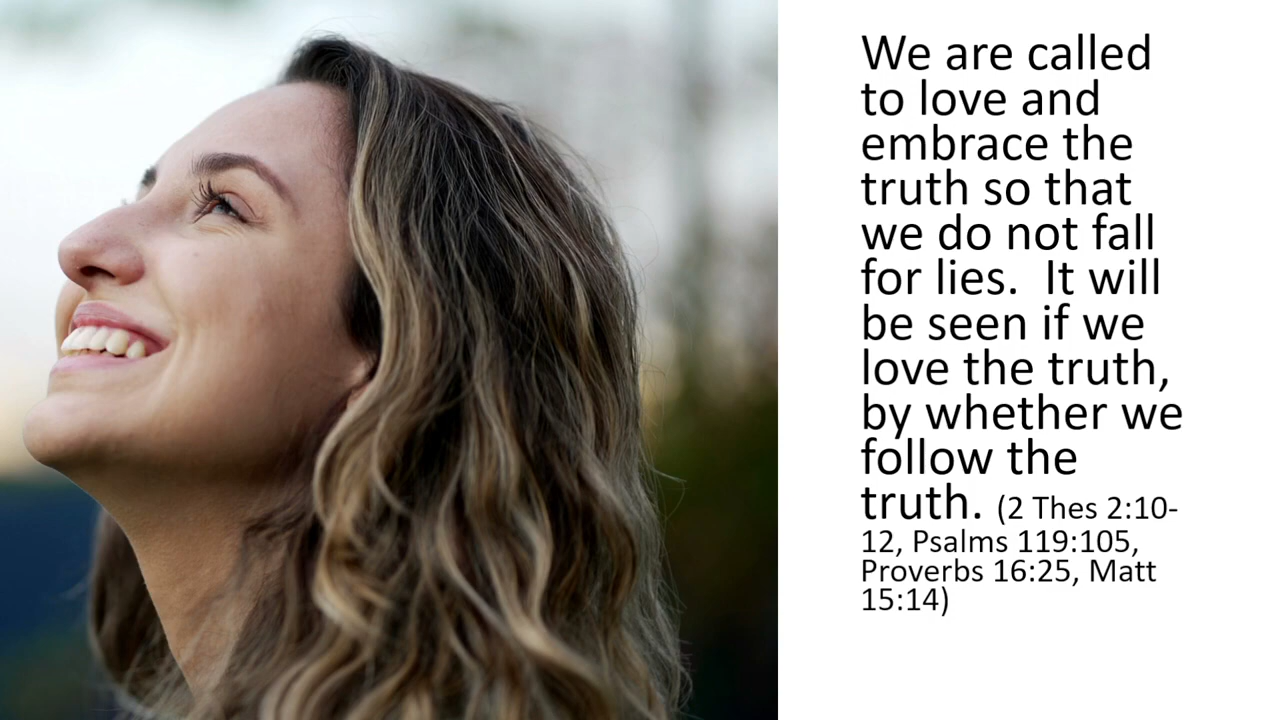 We are called
to love and
embrace the
truth so that
we do not fall
for lies.  It will
be seen if we
love the truth,
by whether we
follow the
truth. (2 Thes 2:10-
12, Psalms 119:105,
Proverbs 16:25, Matt
15:14)